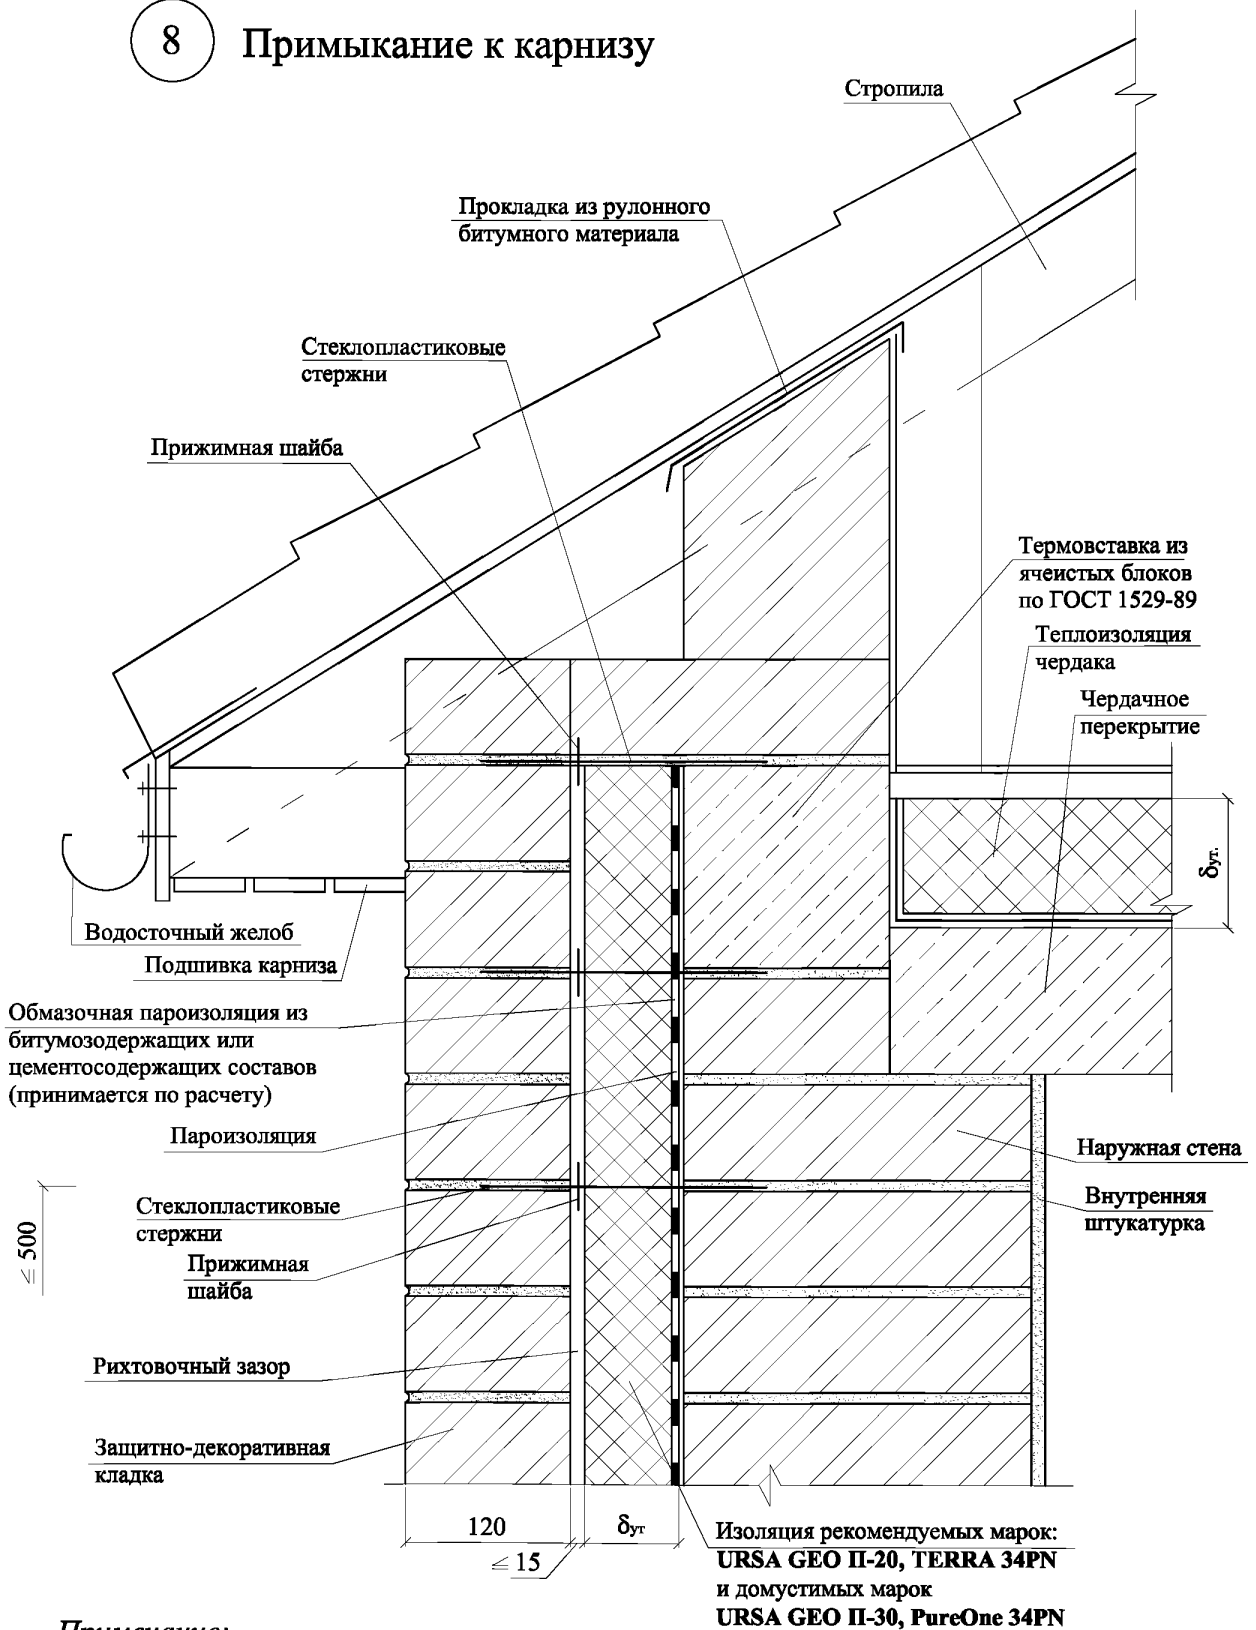 8 Примыкание к карнизу
Стропила
Прокладка из рулонного
битумного материала
Стеклопластиковые
стержни
Прижимная шайба
Термовставка из
ячеистых блоков
по ГОСТ 1529-89
Теплоизоляция
чердака
Чердачное
перекрытие
δут.
Водосточный желоб
Подшивка карниза
Обмазочная пароизоляция из
битумозодержащих или
цементосодержащих составов
(принимается по расчету)
Пароизоляция
Наружная стена
Внутренняя
штукатурка
Стеклопластиковые
стержни
≤ 500
Прижимная
шайба
Рихтовочный зазор
Защитно-декоративная
кладка
120
δут
≤ 15
Изоляция рекомендуемых марок:
URSA GEO П-20, TERRA 34PN
и домустимых марок
URSA GEO П-30, PureOne 34PN